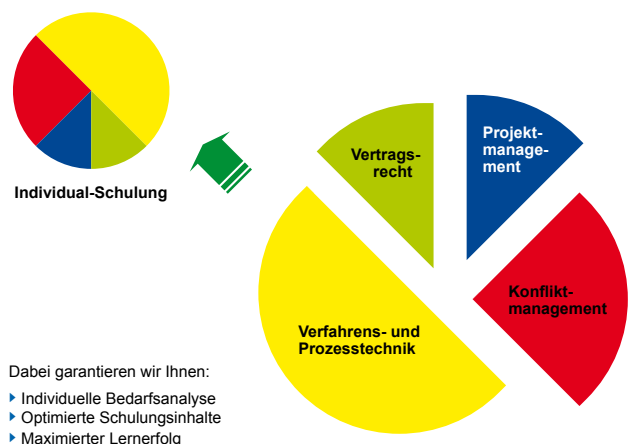 Individual-Schulung
Vertrags-
recht
Projekt-
manage-
ment
Konflikt-
management
Verfahrens- und
Prozesstechnik
Dabei garantieren wir Ihnen:
Individuelle Bedarfsanalyse
Optimierte Schulungsinhalte
Maximierter Lernerfolg